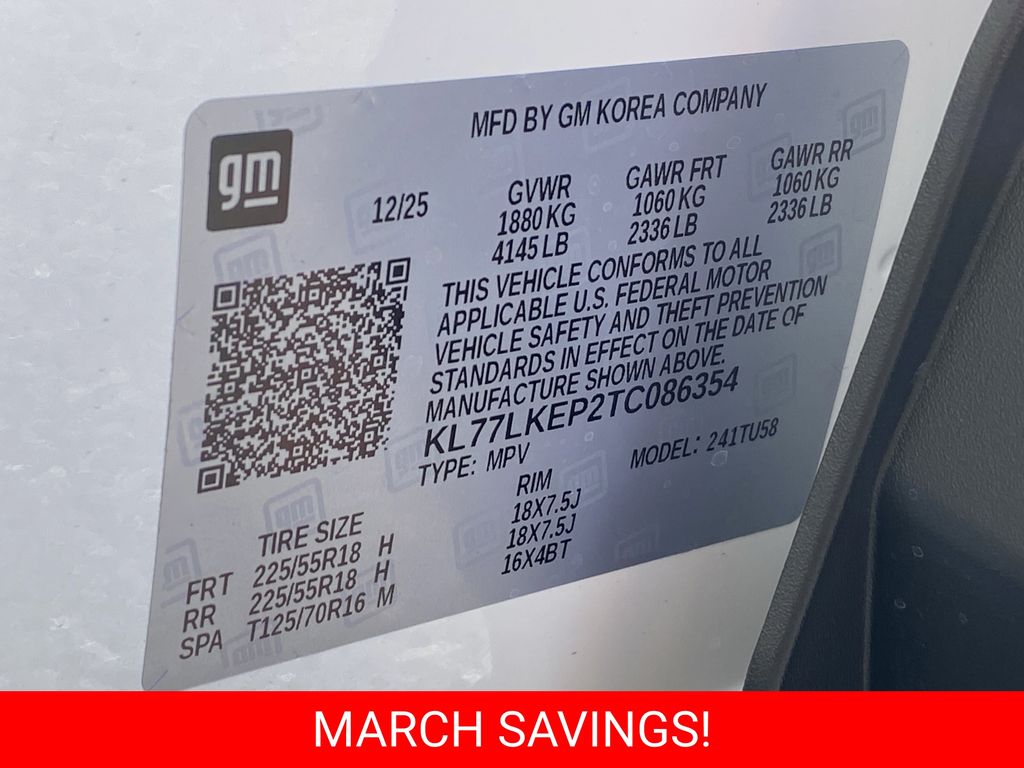 MFD BY GM KOREA COMPANY
gm
12/25
GVWR GAWR FRT GAWR RR
1880 KG 1060 KG 1060 KG
4145 LB 2336 LB 2336 LB
THIS VEHICLE CONFORMS TO ALL
APPLICABLE U.S. FEDERAL MOTOR
VEHICLE SAFETY AND THEFT PREVENTION
STANDARDS IN EFFECT ON THE DATE OF
MANUFACTURE SHOWN ABOVE.
KL77LKEP2TC086354
TYPE: MPV MODEL: 241TU58
TIRE SIZE RIM
FRT 225/55R18 H 18X7.5J
RR 225/55R18 H 18X7.5J
SPA T125/70R16 M 16X4BT
MARCH SAVINGS!